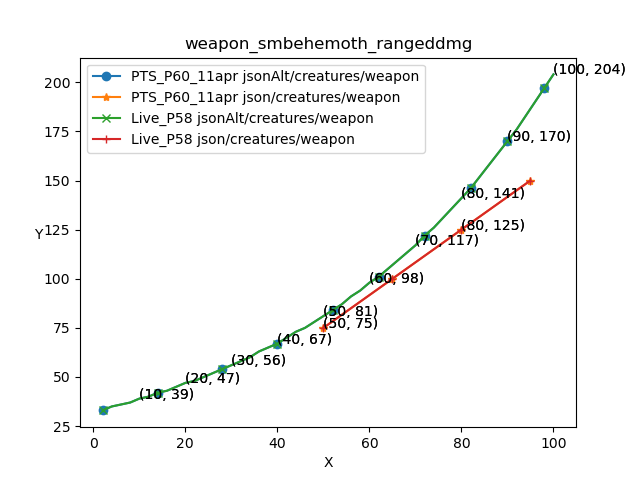 weapon_smbehemoth_rangeddmg
PTS_P60_11apr jsonAlt/creatures/weapon
PTS_P60_11apr json/creatures/weapon
Live_P58 jsonAlt/creatures/weapon
Live_P58 json/creatures/weapon
(100, 204)
(90, 170)
(80, 141)
(80, 125)
(70, 117)
(60, 98)
(50, 81)
(50, 75)
(40, 67)
(30, 56)
(20, 47)
(10, 39)
200
175
150
125
100
75
50
25
Y
0 20 40 60 80 100
X